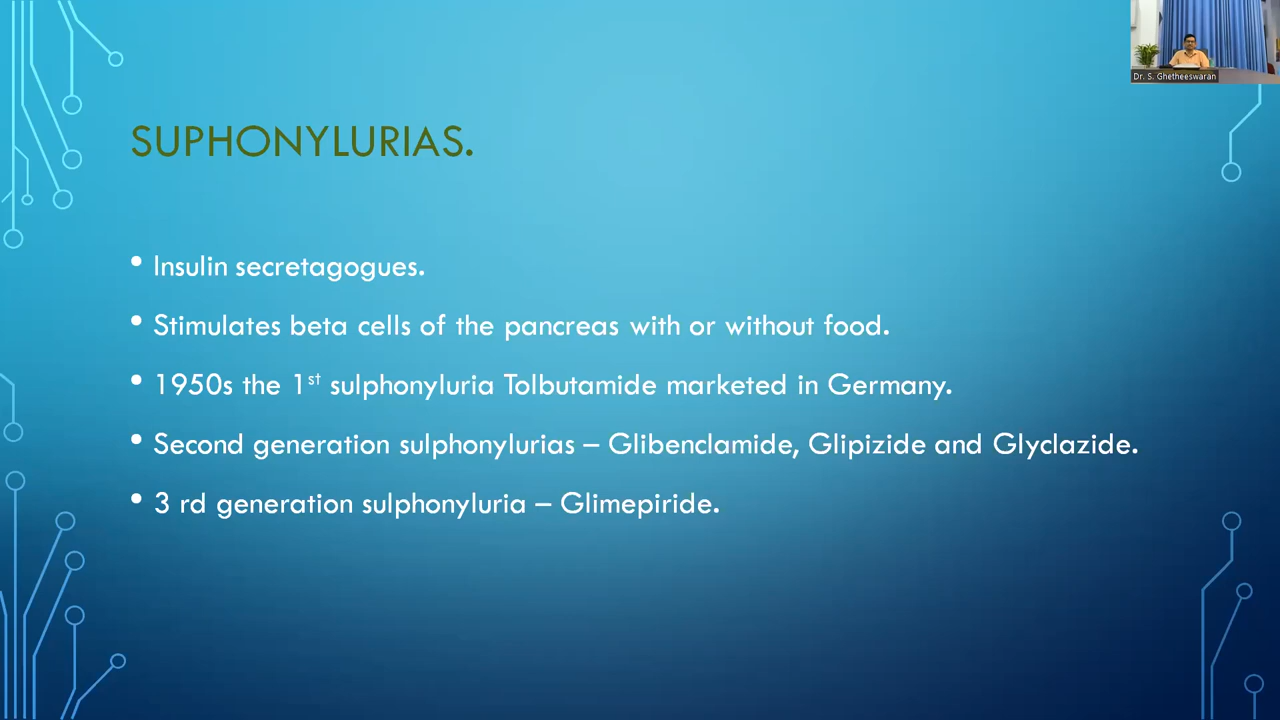 Dr. S. Ghetheeswaran
SUPHONYLURIAS.
• Insulin secretagogues.
• Stimulates beta cells of the pancreas with or without food.
• 1950s the 1st sulphonyluria Tolbutamide marketed in Germany.
• Second generation sulphonylurias – Glibenclamide, Glipizide and Glyclazide.
• 3 rd generation sulphonyluria – Glimepiride.